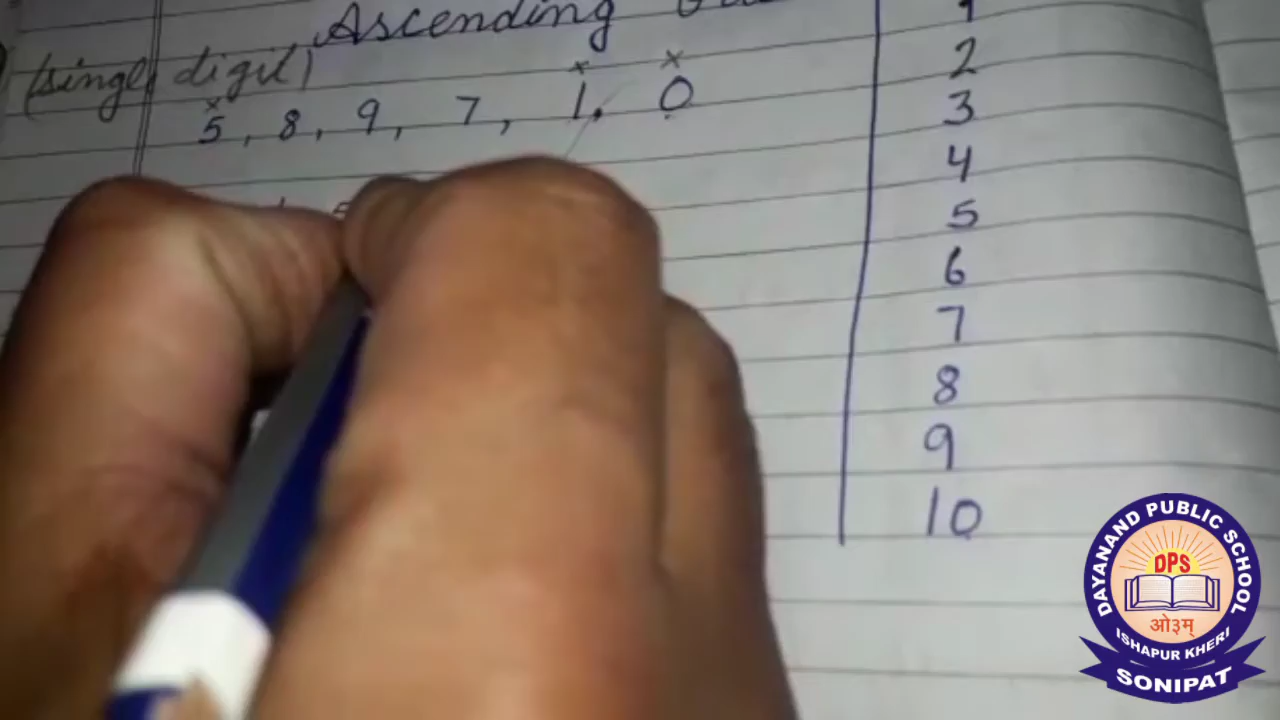 Ascending
(single digit)
5, 8, 9, 7, 1, 0
1
2
3
4
5
6
7
8
9
10
DAYANAND PUBLIC SCHOOL
DPS
ओ३म्
ISHAPUR KHERI
SONIPAT